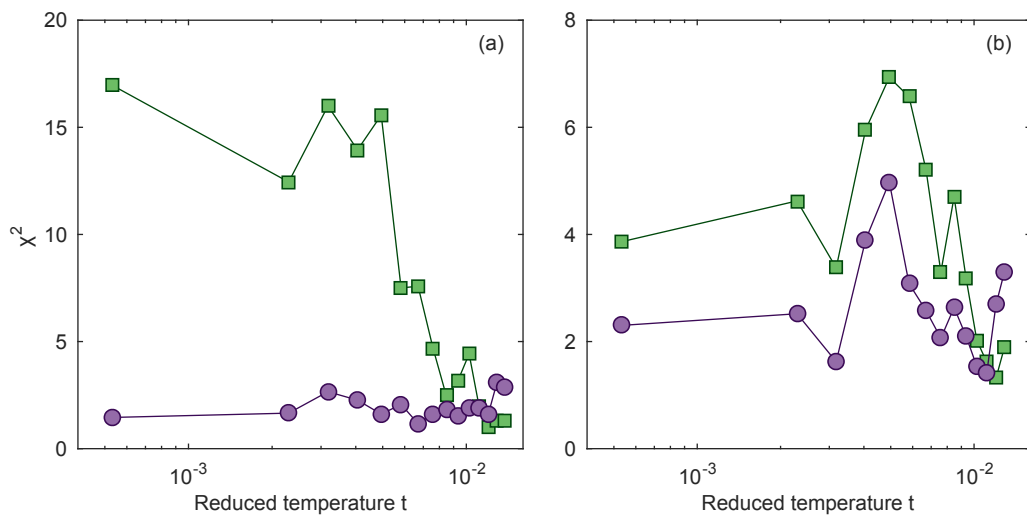 20
15
10
5
0
χ²
(a)
10⁻³
10⁻²
Reduced temperature t
8
6
4
2
0
(b)
10⁻³
10⁻²
Reduced temperature t